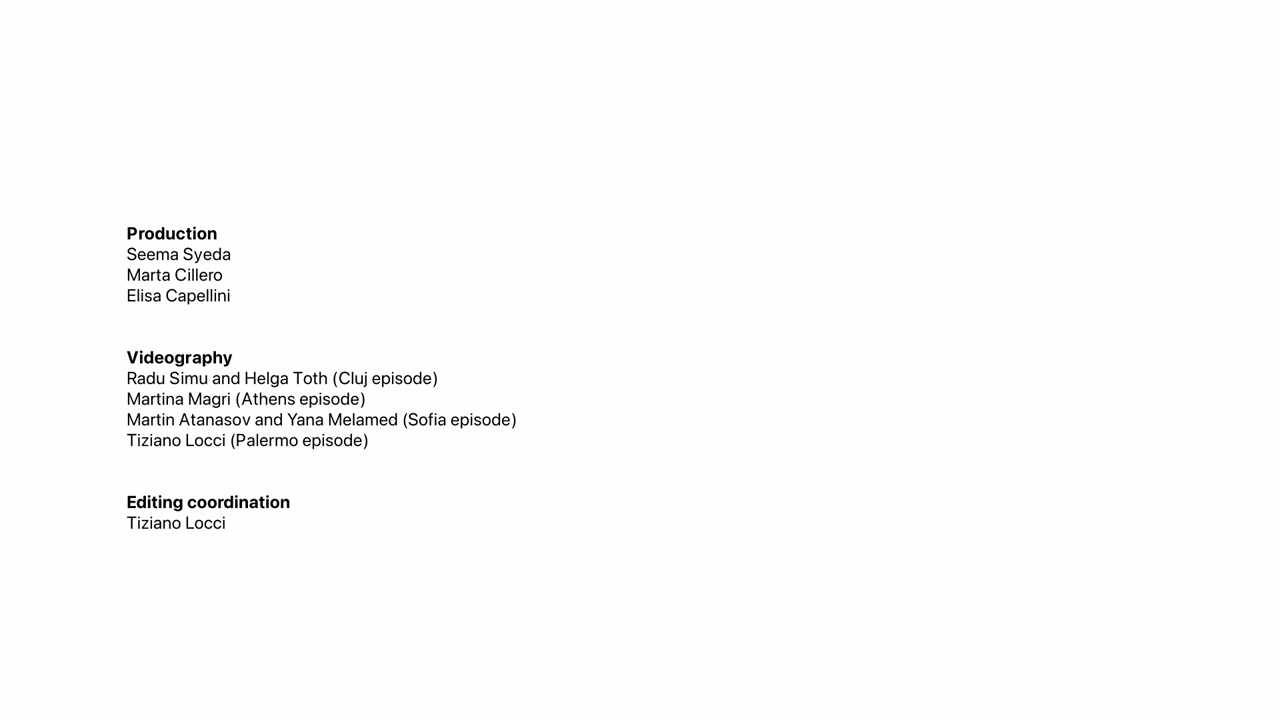 Production
Seema Syeda
Marta Cillero
Elisa Capellini
Videography
Radu Simu and Helga Toth (Cluj episode)
Martina Magri (Athens episode)
Martin Atanasov and Yana Melamed (Sofia episode)
Tiziano Locci (Palermo episode)
Editing coordination
Tiziano Locci